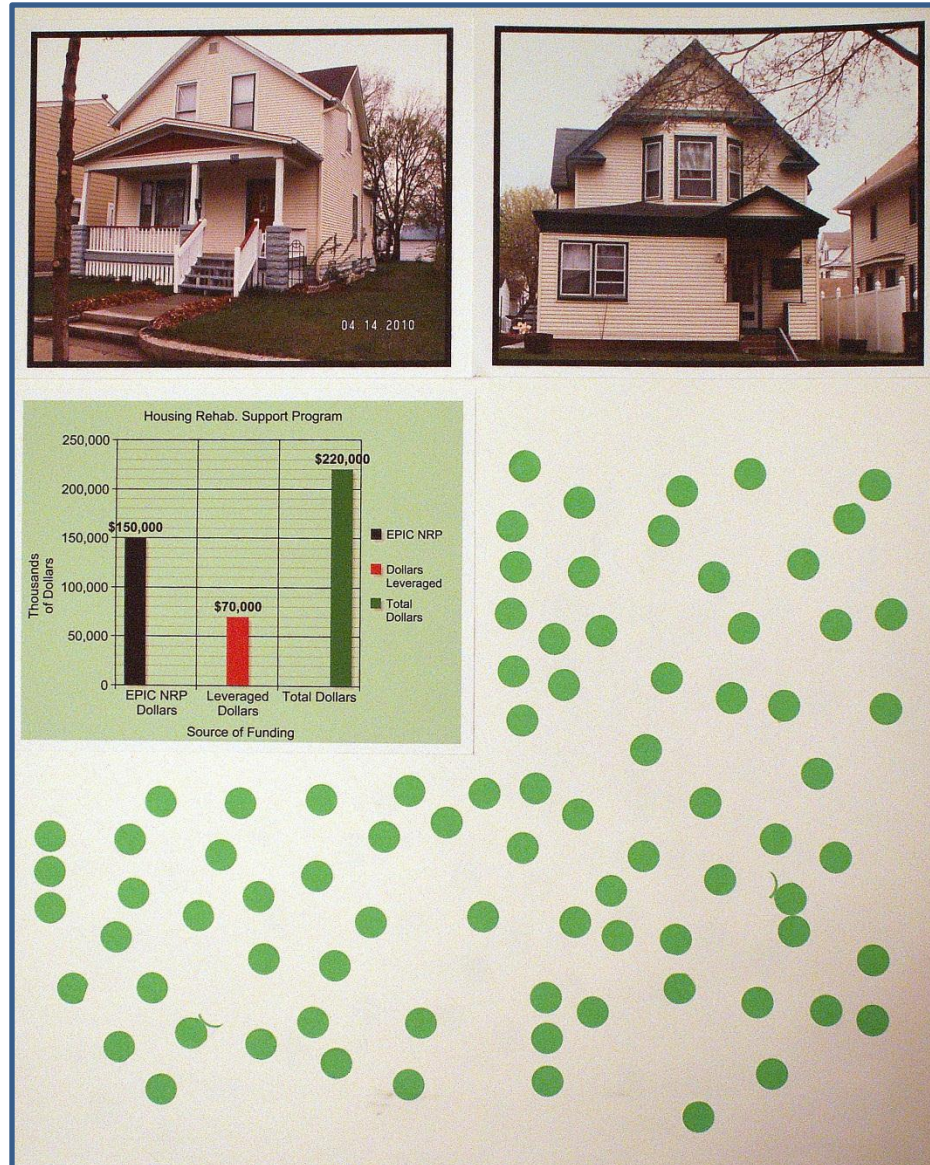 04 14 2010
Housing Rehab. Support Program
250,000
200,000
150,000
100,000
50,000
0
Thousands
of Dollars
$150,000
$70,000
$220,000
EPIC NRP
Dollars
Leveraged
Dollars
Total Dollars
Source of Funding
EPIC NRP
Dollars
Leveraged
Total
Dollars